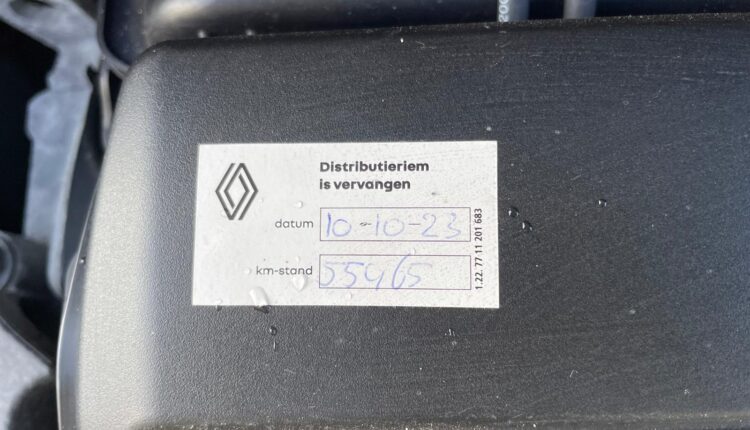 Distributieriem
is vervangen
datum 10-10-23
km-stand 55465
1.22. 77 11 201 683